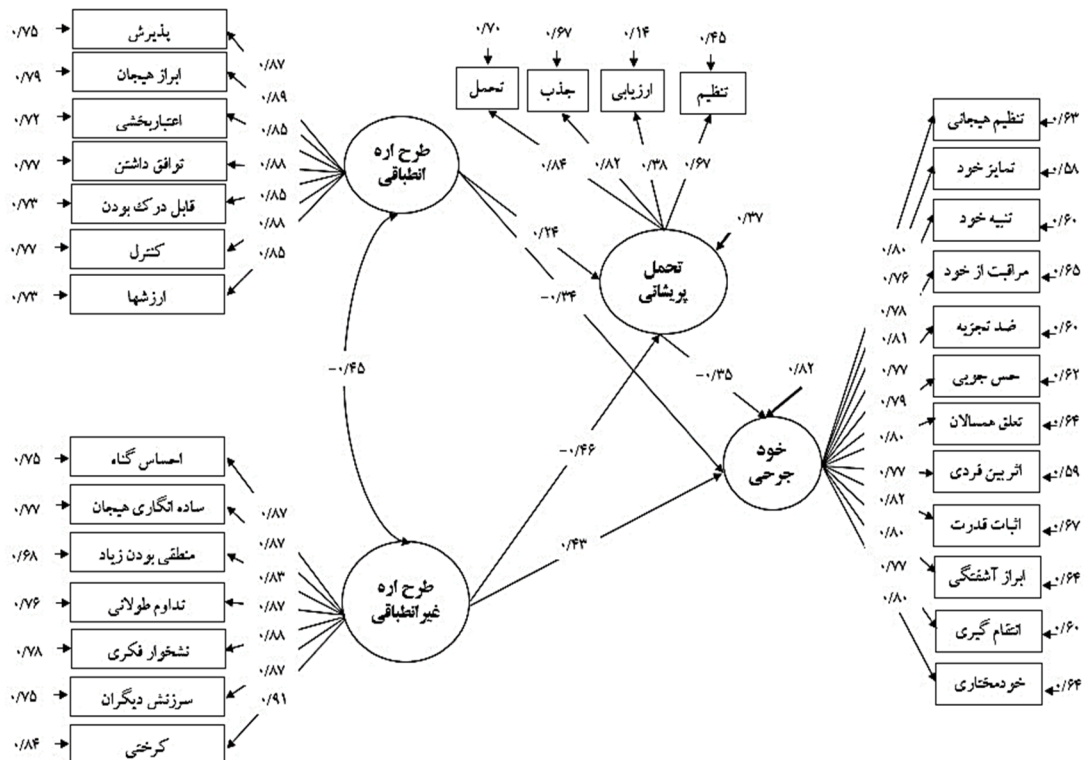 ۰/۷۵
پذیرش
۰/۷۹
ابراز هیجان
۰/۷۲
اعتباربخشی
۰/۷۷
توافق داشتن
۰/۷۳
قابل درک بودن
۰/۷۷
کنترل
۰/۷۳
ارزشها
۰/۸۷
۰/۸۹
۰/۸۵
۰/۸۸
۰/۸۵
۰/۸۸
۰/۸۵
طرح اره
انطباقی
۰/۷۰
۰/۶۷
۰/۱۴
۰/۴۵
تحمل
جذب
ارزیابی
تنظیم
۰/۸۴
۰/۸۲
۰/۳۸
۰/۶۷
تحمل
پریشانی
۰/۳۷
۰/۲۴
-۰/۳۴
-۰/۴۵
-۰/۳۵
-۰/۴۶
۰/۴۳
۰/۸۲
خود
جرحی
۰/۷۵
احساس گناه
۰/۷۷
ساده انگاری هیجان
۰/۶۸
منطقی بودن زیاد
۰/۷۶
تداوم طولانی
۰/۷۸
نشخوار فکری
۰/۷۵
سرزنش دیگران
۰/۸۴
کرختی
۰/۸۷
۰/۸۷
۰/۸۳
۰/۸۷
۰/۸۸
۰/۸۷
۰/۹۱
طرح اره
غیرانطباقی
۰/۸۰
۰/۷۶
۰/۷۸
۰/۸۱
۰/۷۷
۰/۷۹
۰/۸۰
۰/۷۷
۰/۸۲
۰/۸۰
۰/۷۷
۰/۸۰
تنظیم هیجانی
۰/۶۳
تمایز خود
۰/۵۸
تنبیه خود
۰/۶۰
مراقبت از خود
۰/۶۵
ضد تجزیه
۰/۶۰
حس جویی
۰/۶۲
تعلق همسالان
۰/۶۴
اثر بین فردی
۰/۵۹
اثبات قدرت
۰/۶۷
ابراز آشفتگی
۰/۶۴
انتقام گیری
۰/۶۰
خودمختاری
۰/۶۴